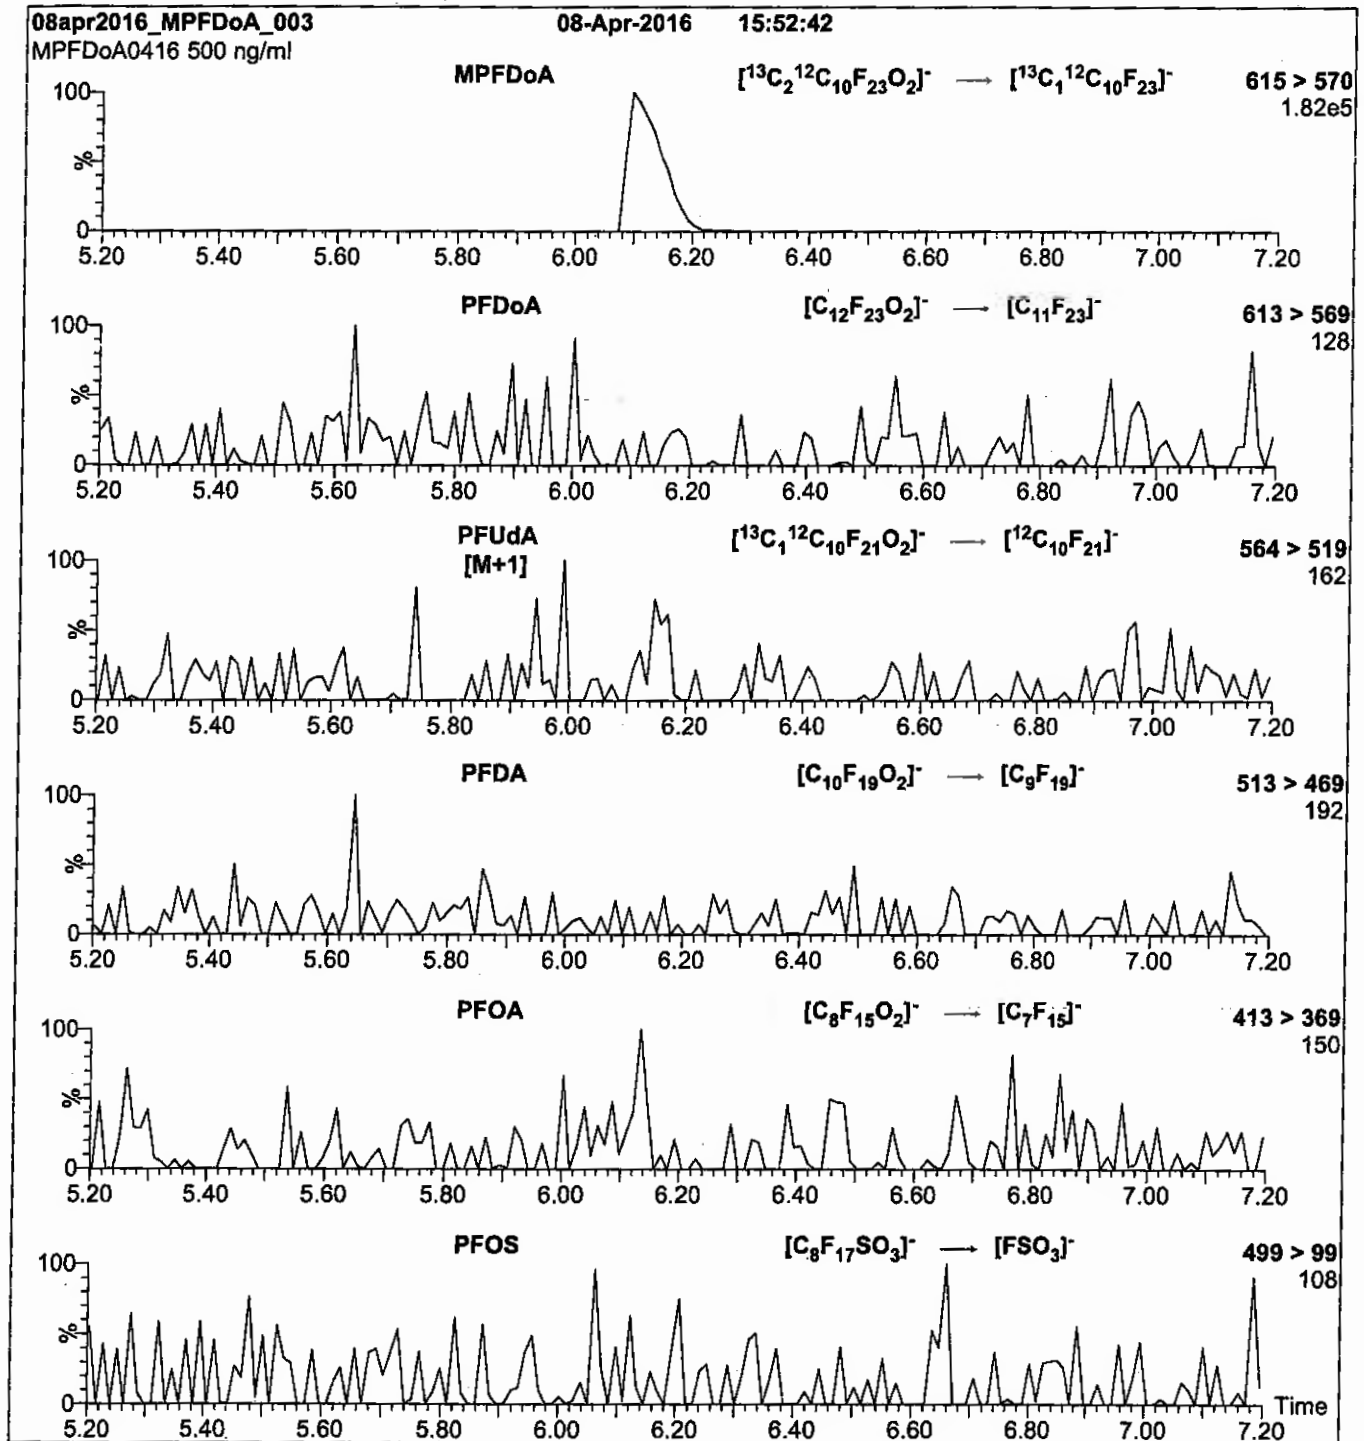 08apr2016_MPFDoA_003 08-Apr-2016 15:52:42
MPFDoA0416 500 ng/ml
MPFDoA [¹³C₂¹²C₁₀F₂₃O₂]⁻ → [¹³C₁¹²C₁₀F₂₃]⁻ 615 > 570
1.82e5
100
%
0
5.20 5.40 5.60 5.80 6.00 6.20 6.40 6.60 6.80 7.00 7.20
PFDoA [C₁₂F₂₃O₂]⁻ → [C₁₁F₂₃]⁻ 613 > 569
128
100
%
0
5.20 5.40 5.60 5.80 6.00 6.20 6.40 6.60 6.80 7.00 7.20
PFUdA [¹³C₁¹²C₁₀F₂₁O₂]⁻ → [¹²C₁₀F₂₁]⁻ 564 > 519
[M+1] 162
100
%
0
5.20 5.40 5.60 5.80 6.00 6.20 6.40 6.60 6.80 7.00 7.20
PFDA [C₁₀F₁₉O₂]⁻ → [C₉F₁₉]⁻ 513 > 469
192
100
%
0
5.20 5.40 5.60 5.80 6.00 6.20 6.40 6.60 6.80 7.00 7.20
PFOA [C₈F₁₅O₂]⁻ → [C₇F₁₅]⁻ 413 > 369
150
100
%
0
5.20 5.40 5.60 5.80 6.00 6.20 6.40 6.60 6.80 7.00 7.20
PFOS [C₈F₁₇SO₃]⁻ → [FSO₃]⁻ 499 > 99
108
100
%
0
Time
5.20 5.40 5.60 5.80 6.00 6.20 6.40 6.60 6.80 7.00 7.20